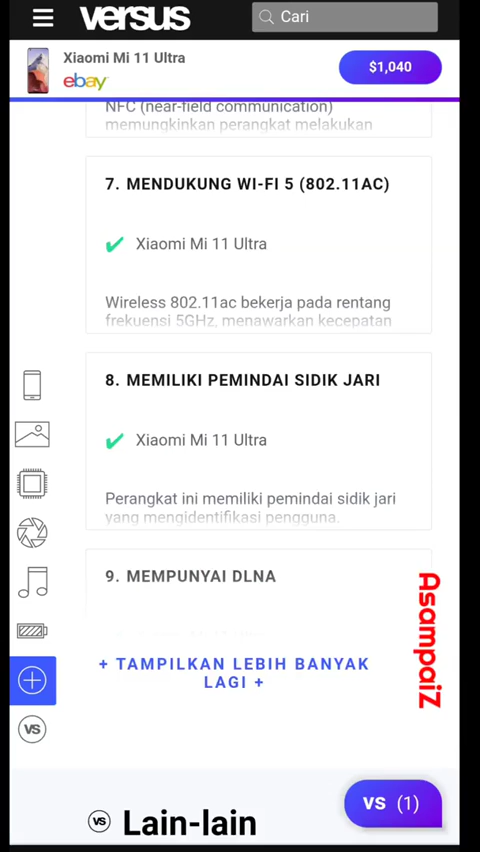 versus
Cari
Xiaomi Mi 11 Ultra
ebay
$1,040
NFC (near-field communication)
memungkinkan perangkat melakukan
7. MENDUKUNG WI-FI 5 (802.11AC)
Xiaomi Mi 11 Ultra
Wireless 802.11ac bekerja pada rentang
frekuensi 5GHz, menawarkan kecepatan
8. MEMILIKI PEMINDAI SIDIK JARI
Xiaomi Mi 11 Ultra
Perangkat ini memiliki pemindai sidik jari
yang mengidentifikasi pengguna.
9. MEMPUNYAI DLNA
+ TAMPILKAN LEBIH BANYAK
LAGI +
AsampaiZ
VS
VS (1)
VS Lain-lain